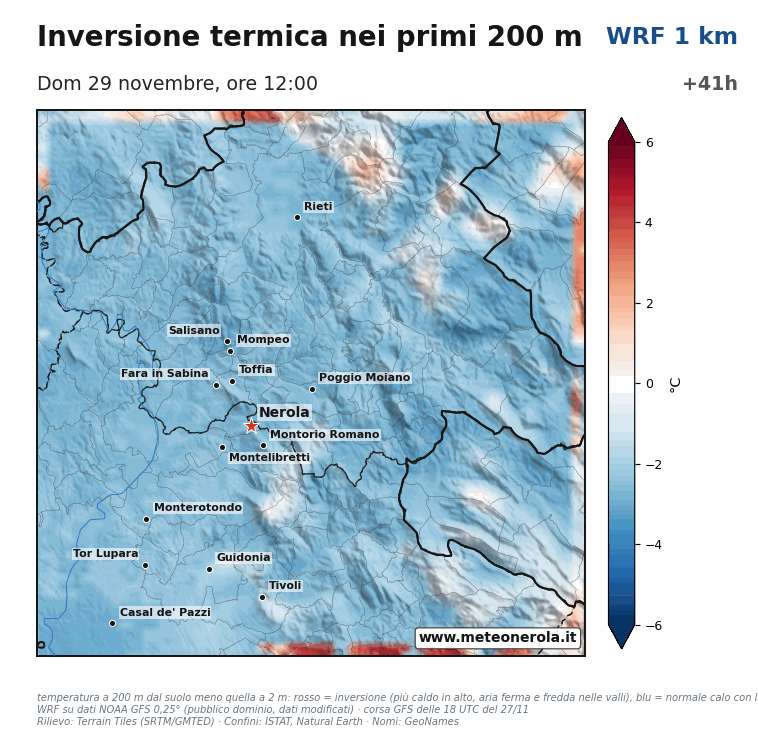 Inversione termica nei primi 200 m WRF 1 km
Dom 29 novembre, ore 12:00 +41h
Rieti
Salisano
Mompeo
Toffia
Fara in Sabina
Poggio Moiano
Nerola
Montorio Romano
Montelibretti
Monterotondo
Tor Lupara
Guidonia
Tivoli
Casal de' Pazzi
www.meteonerola.it
6
4
2
0
−2
−4
−6
°C
temperatura a 200 m dal suolo meno quella a 2 m: rosso = inversione (più caldo in alto, aria ferma e fredda nelle valli), blu = normale calo con
WRF su dati NOAA GFS 0,25° (pubblico dominio, dati modificati) · corsa GFS delle 18 UTC del 27/11
Rilievo: Terrain Tiles (SRTM/GMTED) · Confini: ISTAT, Natural Earth · Nomi: GeoNames